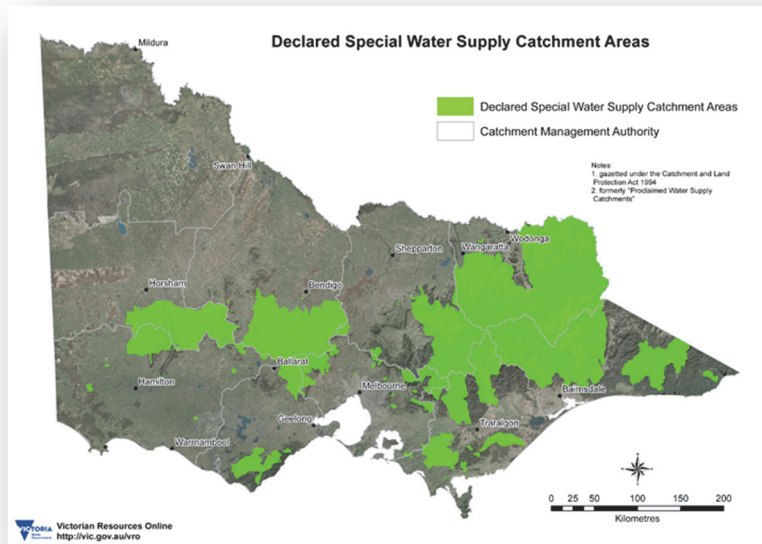 Declared Special Water Supply Catchment Areas
Mildura
Declared Special Water Supply Catchment Areas
Catchment Management Authority
Notes:
1. gazetted under the Catchment and Land
Protection Act 1994
2. formerly "Proclaimed Water Supply
Catchments"
Swan Hill
Wodonga
Shepparton
Wangaratta
Horsham
Bendigo
Ballarat
Hamilton
Melbourne
Bairnsdale
Geelong
Traralgon
Warrnambool
0 25 50 100 150 200
Kilometres
VICTORIA
Victorian Resources Online
http://vic.gov.au/vro